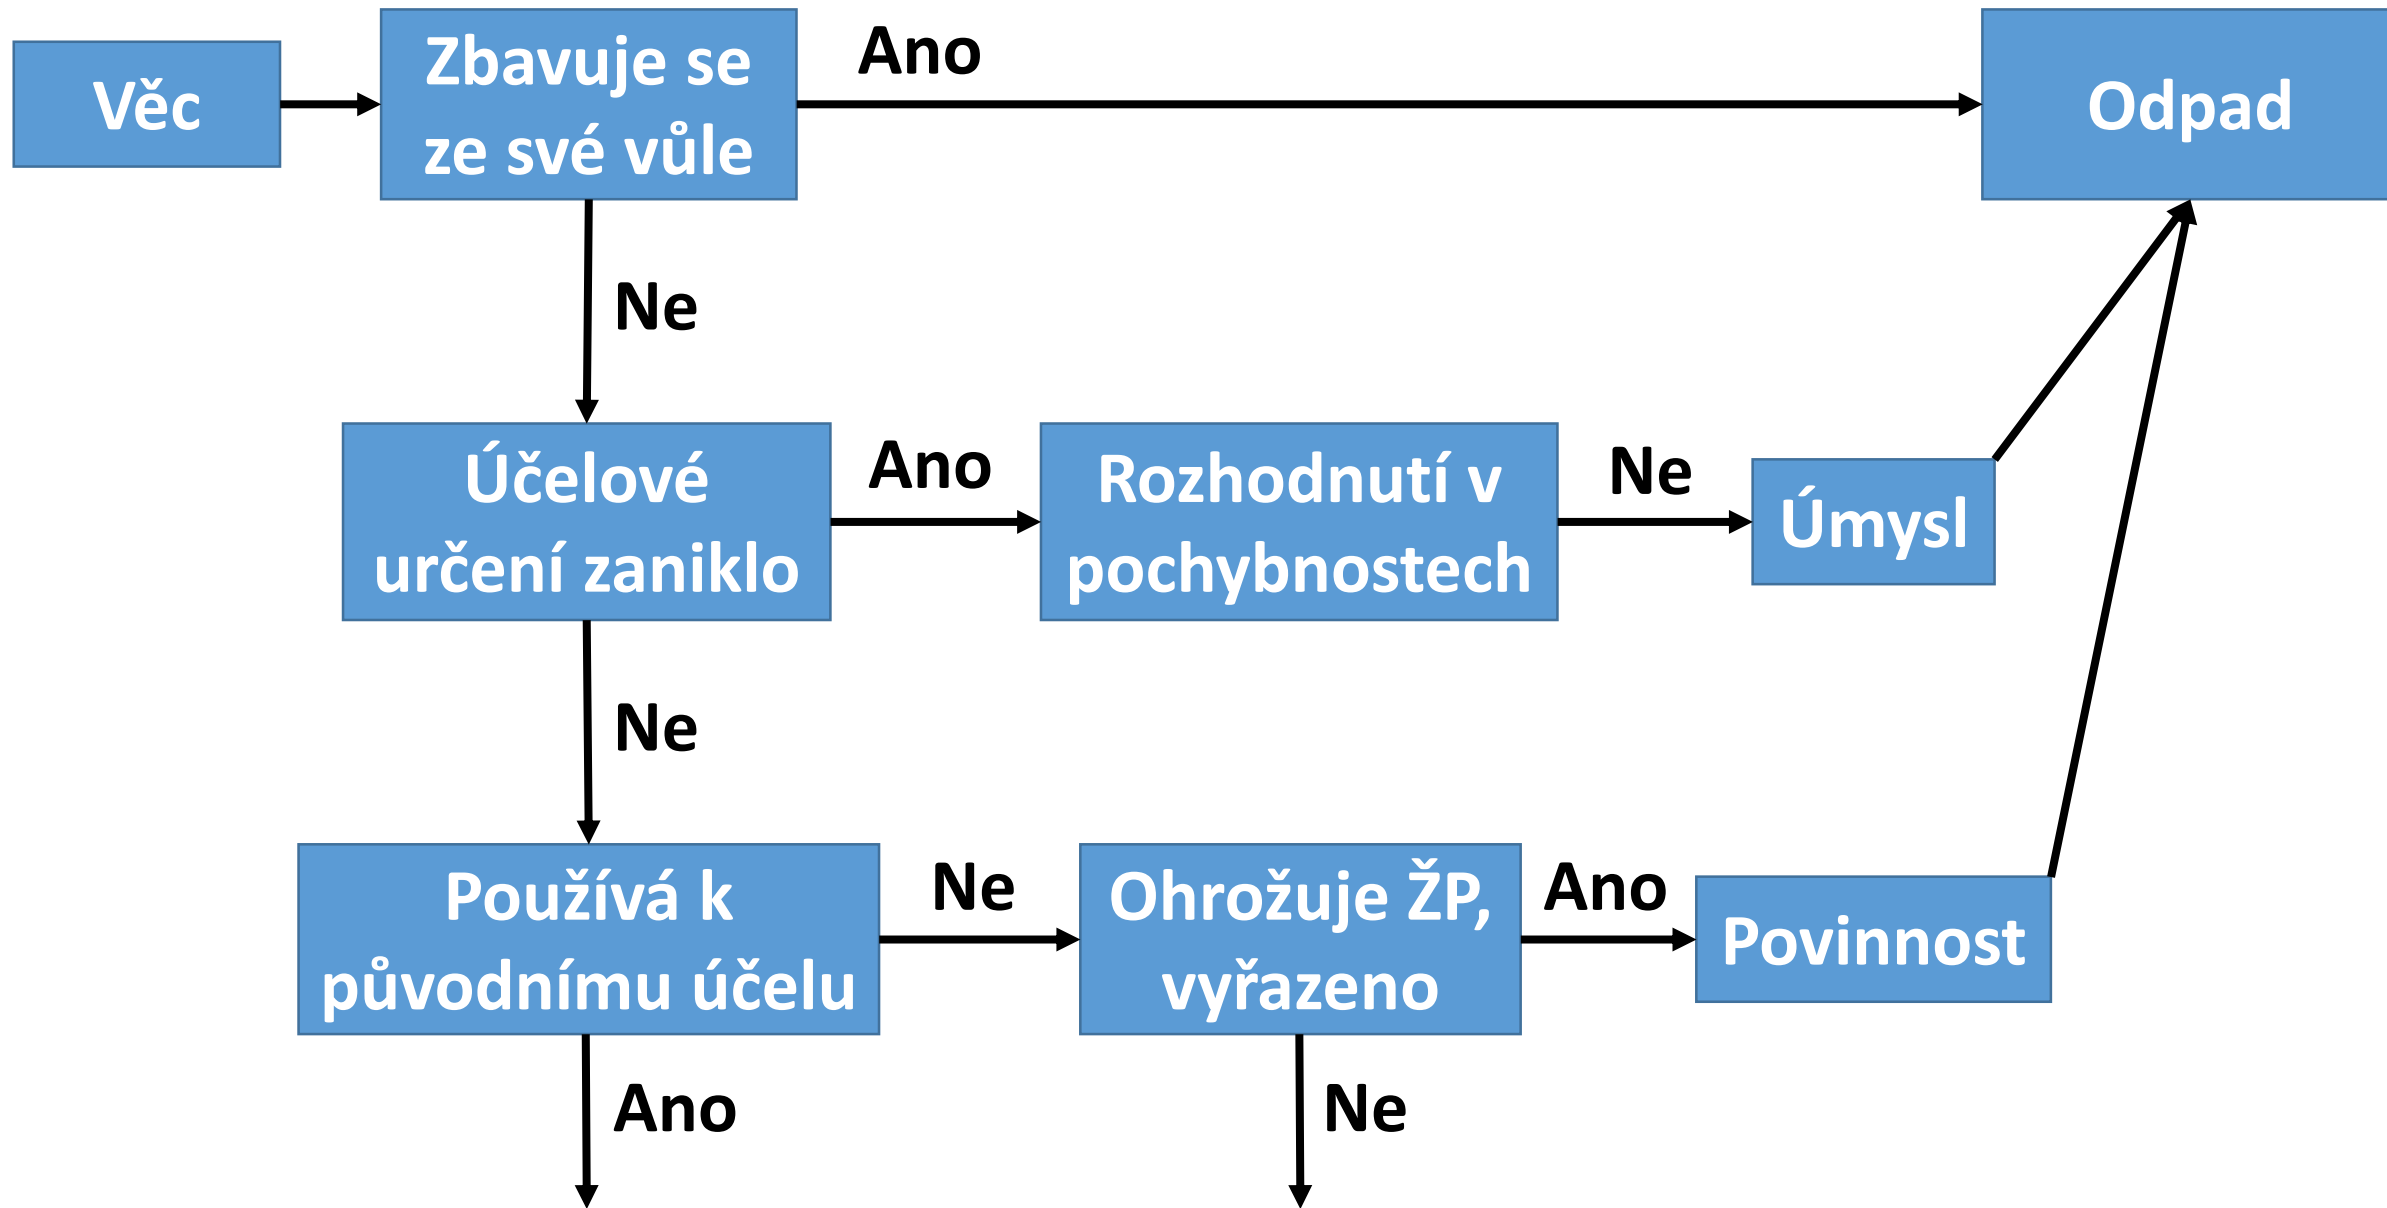 Věc
Zbavuje se
ze své vůle
Ano
Odpad
Ne
Účelové
určení zaniklo
Ano
Rozhodnutí v
pochybnostech
Ne
Úmysl
Ne
Používá k
původnímu účelu
Ne
Ohrožuje ŽP,
vyřazeno
Ano
Povinnost
Ano
Ne